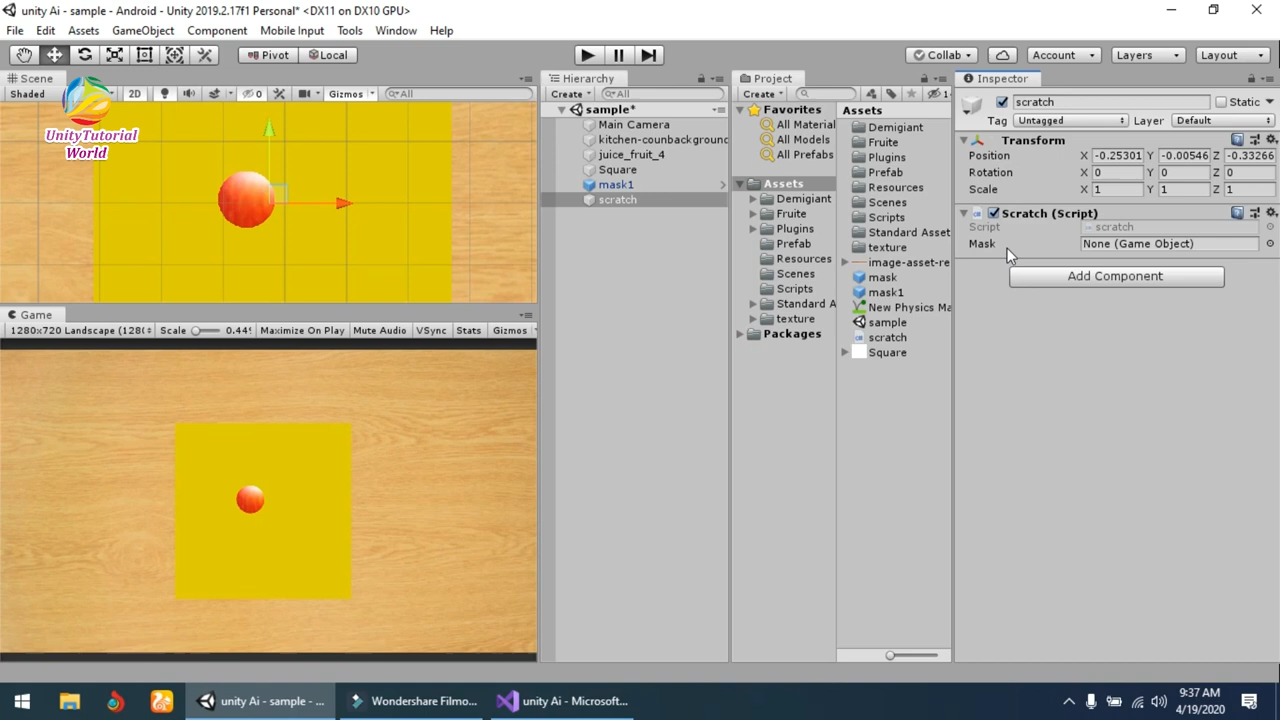 unity Ai - sample - Android - Unity 2019.2.17f1 Personal* <DX11 on DX10 GPU>
File Edit Assets GameObject Component Mobile Input Tools Window Help
Pivot Local Collab Account Layers Layout
Scene
Shaded 2D 0 Gizmos All
UnityTutorial
World
Game
1280x720 Landscape (128( Scale 0.44 Maximize On Play Mute Audio VSync Stats Gizmos
Hierarchy
Create All
sample*
Main Camera
kitchen-counbackground
juice_fruit_4
Square
mask1
scratch
Project
Create 1
Favorites
All Material
All Models
All Prefabs
Assets
Demigiant
Fruite
Plugins
Prefab
Resources
Scenes
Scripts
Standard A
texture
Packages
Assets
Demigiant
Fruite
Plugins
Prefab
Resources
Scenes
Scripts
Standard Asset
texture
image-asset-re
mask
mask1
New Physics Ma
sample
scratch
Square
Inspector
scratch Static
Tag Untagged Layer Default
Transform
Position X -0.25301 Y -0.00546 Z -0.33266
Rotation X 0 Y 0 Z 0
Scale X 1 Y 1 Z 1
Scratch (Script)
Script scratch
Mask None (Game Object)
Add Component
unity Ai - sample - ... Wondershare Filmo... unity Ai - Microsoft...
9:37 AM
4/19/2020